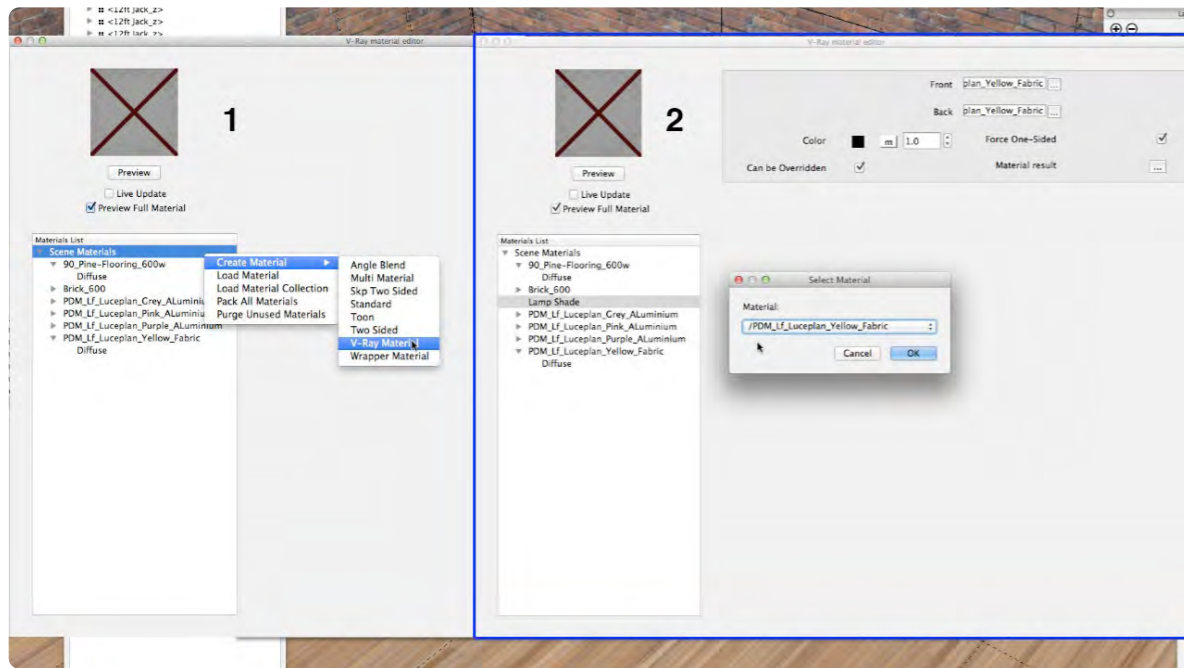 <12ft Jack_z>
<12ft Jack_z>
V-Ray material editor
1
Preview
Live Update
Preview Full Material
Materials List
Scene Materials
90_Pine-Flooring_600w
Diffuse
Brick_600
PDM_Lf_Luceplan_Grey_ALuminiu
PDM_Lf_Luceplan_Pink_ALuminium
PDM_Lf_Luceplan_Purple_ALuminium
PDM_Lf_Luceplan_Yellow_Fabric
Diffuse
Create Material
Load Material
Load Material Collection
Pack All Materials
Purge Unused Materials
Angle Blend
Multi Material
Skp Two Sided
Standard
Toon
Two Sided
V-Ray Material
Wrapper Material
V-Ray material editor
2
Preview
Live Update
Preview Full Material
Front plan_Yellow_Fabric ...
Back plan_Yellow_Fabric ...
Color m 1.0 Force One-Sided
Can be Overridden Material result ...
Materials List
Scene Materials
90_Pine-Flooring_600w
Diffuse
Brick_600
Lamp Shade
PDM_Lf_Luceplan_Grey_ALuminium
PDM_Lf_Luceplan_Pink_ALuminium
PDM_Lf_Luceplan_Purple_ALuminium
PDM_Lf_Luceplan_Yellow_Fabric
Diffuse
Select Material
Material:
/PDM_Lf_Luceplan_Yellow_Fabric
Cancel OK